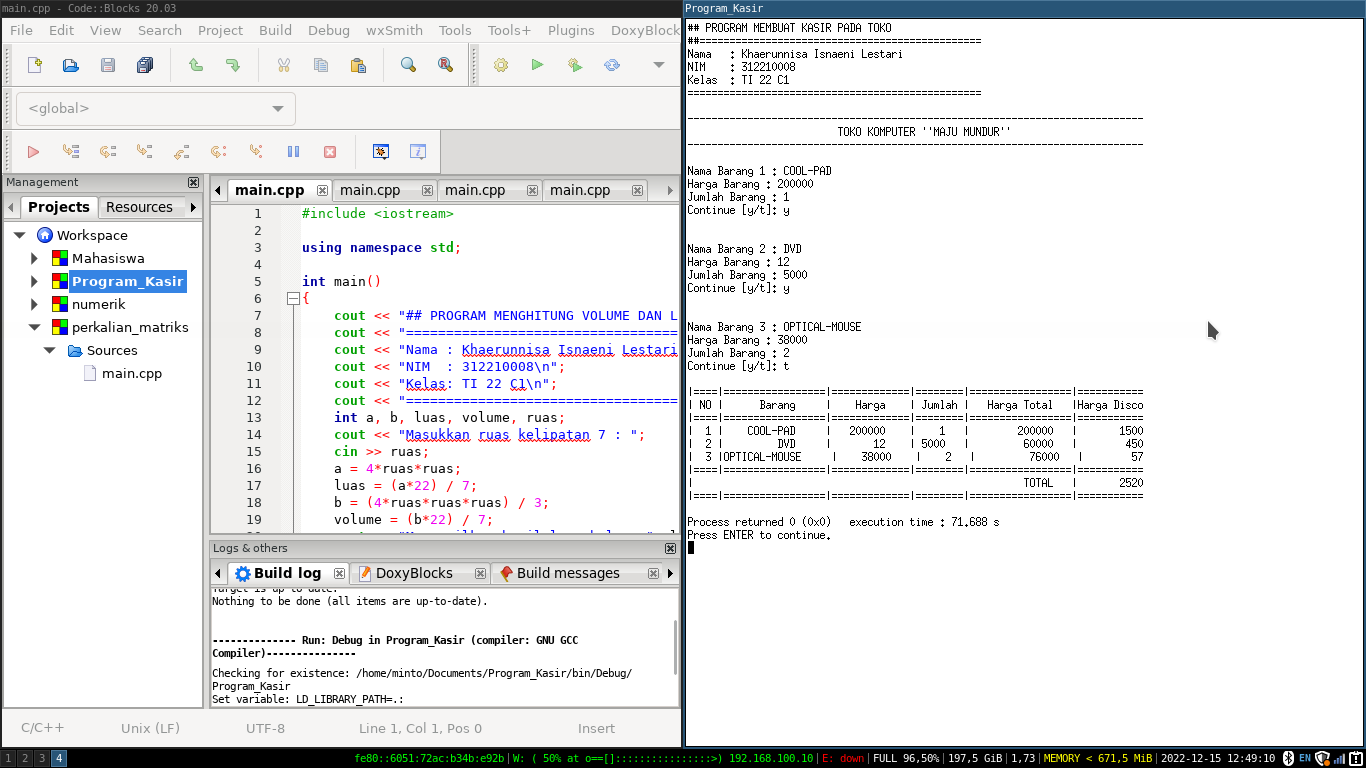 main.cpp - Code::Blocks 20.03
File Edit View Search Project Build Debug wxSmith Tools Tools+ Plugins DoxyBlock
<global>
Management
Projects Resources
Workspace
Mahasiswa
Program_Kasir
numerik
perkalian_matriks
Sources
main.cpp
main.cpp main.cpp main.cpp main.cpp
1 #include <iostream>
2
3 using namespace std;
4
5 int main()
6 {
7 cout << "## PROGRAM MENGHITUNG VOLUME DAN L
8 cout << "==================================
9 cout << "Nama : Khaerunnisa Isnaeni Lestari
10 cout << "NIM  : 312210008\n";
11 cout << "Kelas: TI 22 C1\n";
12 cout << "==================================
13 int a, b, luas, volume, ruas;
14 cout << "Masukkan ruas kelipatan 7 : ";
15 cin >> ruas;
16 a = 4*ruas*ruas;
17 luas = (a*22) / 7;
18 b = (4*ruas*ruas*ruas) / 3;
19 volume = (b*22) / 7;
Logs & others
Build log DoxyBlocks Build messages
Target is up to date.
Nothing to be done (all items are up-to-date).
-------------- Run: Debug in Program_Kasir (compiler: GNU GCC
Compiler)---------------
Checking for existence: /home/minto/Documents/Program_Kasir/bin/Debug/
Program_Kasir
Set variable: LD_LIBRARY_PATH=.:
C/C++ Unix (LF) UTF-8 Line 1, Col 1, Pos 0 Insert
Program_Kasir
## PROGRAM MEMBUAT KASIR PADA TOKO
##===============================================
Nama   : Khaerunnisa Isnaeni Lestari
NIM    : 312210008
Kelas  : TI 22 C1
=================================================
----------------------------------------------------------------------------
TOKO KOMPUTER ''MAJU MUNDUR''
----------------------------------------------------------------------------
Nama Barang 1 : COOL-PAD
Harga Barang : 200000
Jumlah Barang : 1
Continue [y/t]: y
Nama Barang 2 : DVD
Harga Barang : 12
Jumlah Barang : 5000
Continue [y/t]: y
Nama Barang 3 : OPTICAL-MOUSE
Harga Barang : 38000
Jumlah Barang : 2
Continue [y/t]: t
|====|=================|=============|========|=================|===========
| NO |      Barang     |    Harga    | Jumlah |   Harga Total   |Harga Disco
|====|=================|=============|========|=================|===========
| 1 | COOL-PAD | 200000 | 1 | 200000 | 1500
| 2 | DVD | 12 |5000 | 60000 | 450
| 3 |OPTICAL-MOUSE | 38000 | 2 | 76000 | 57
|====|=================|=============|========|=================|===========
| TOTAL | 2520
|====|=================|=============|========|=================|===========
Process returned 0 (0x0)   execution time : 71.688 s
Press ENTER to continue.
1 2 3 4 fe80::6051:72ac:b34b:e92b|W: ( 50% at o==[]::::::::::::::::>) 192.168.100.10|E: down|FULL 96,50%|197,5 GiB|1,73|MEMORY < 671,5 MiB|2022-12-15 12:49:10 EN